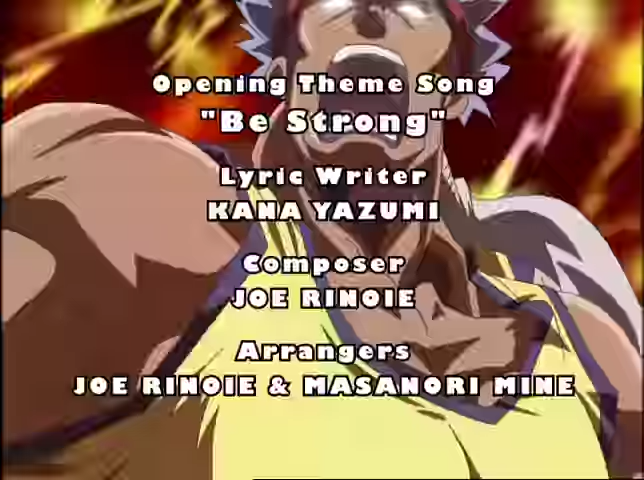 Opening Theme Song
"Be Strong"
Lyric Writer
KANA YAZUMI
Composer
JOE RINOIE
Arrangers
JOE RINOIE & MASANORI MINE